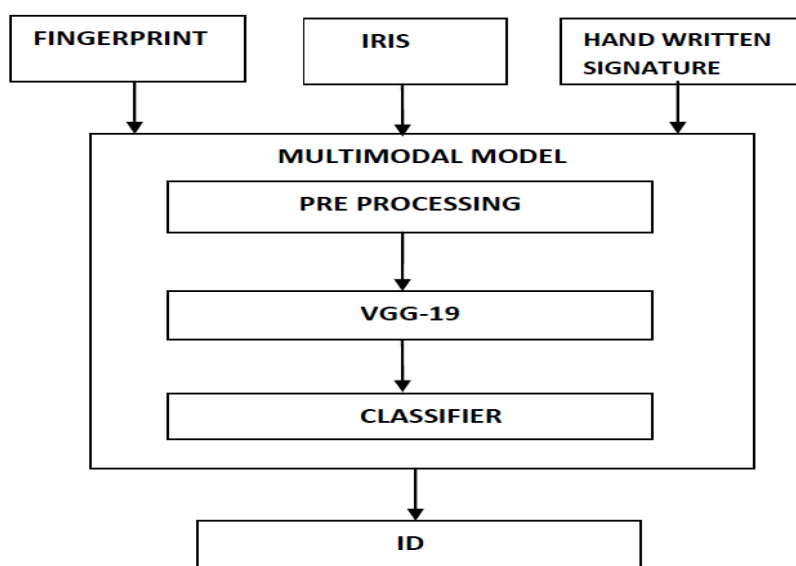 FINGERPRINT
IRIS
HAND WRITTEN
SIGNATURE
MULTIMODAL MODEL
PRE PROCESSING
VGG-19
CLASSIFIER
ID